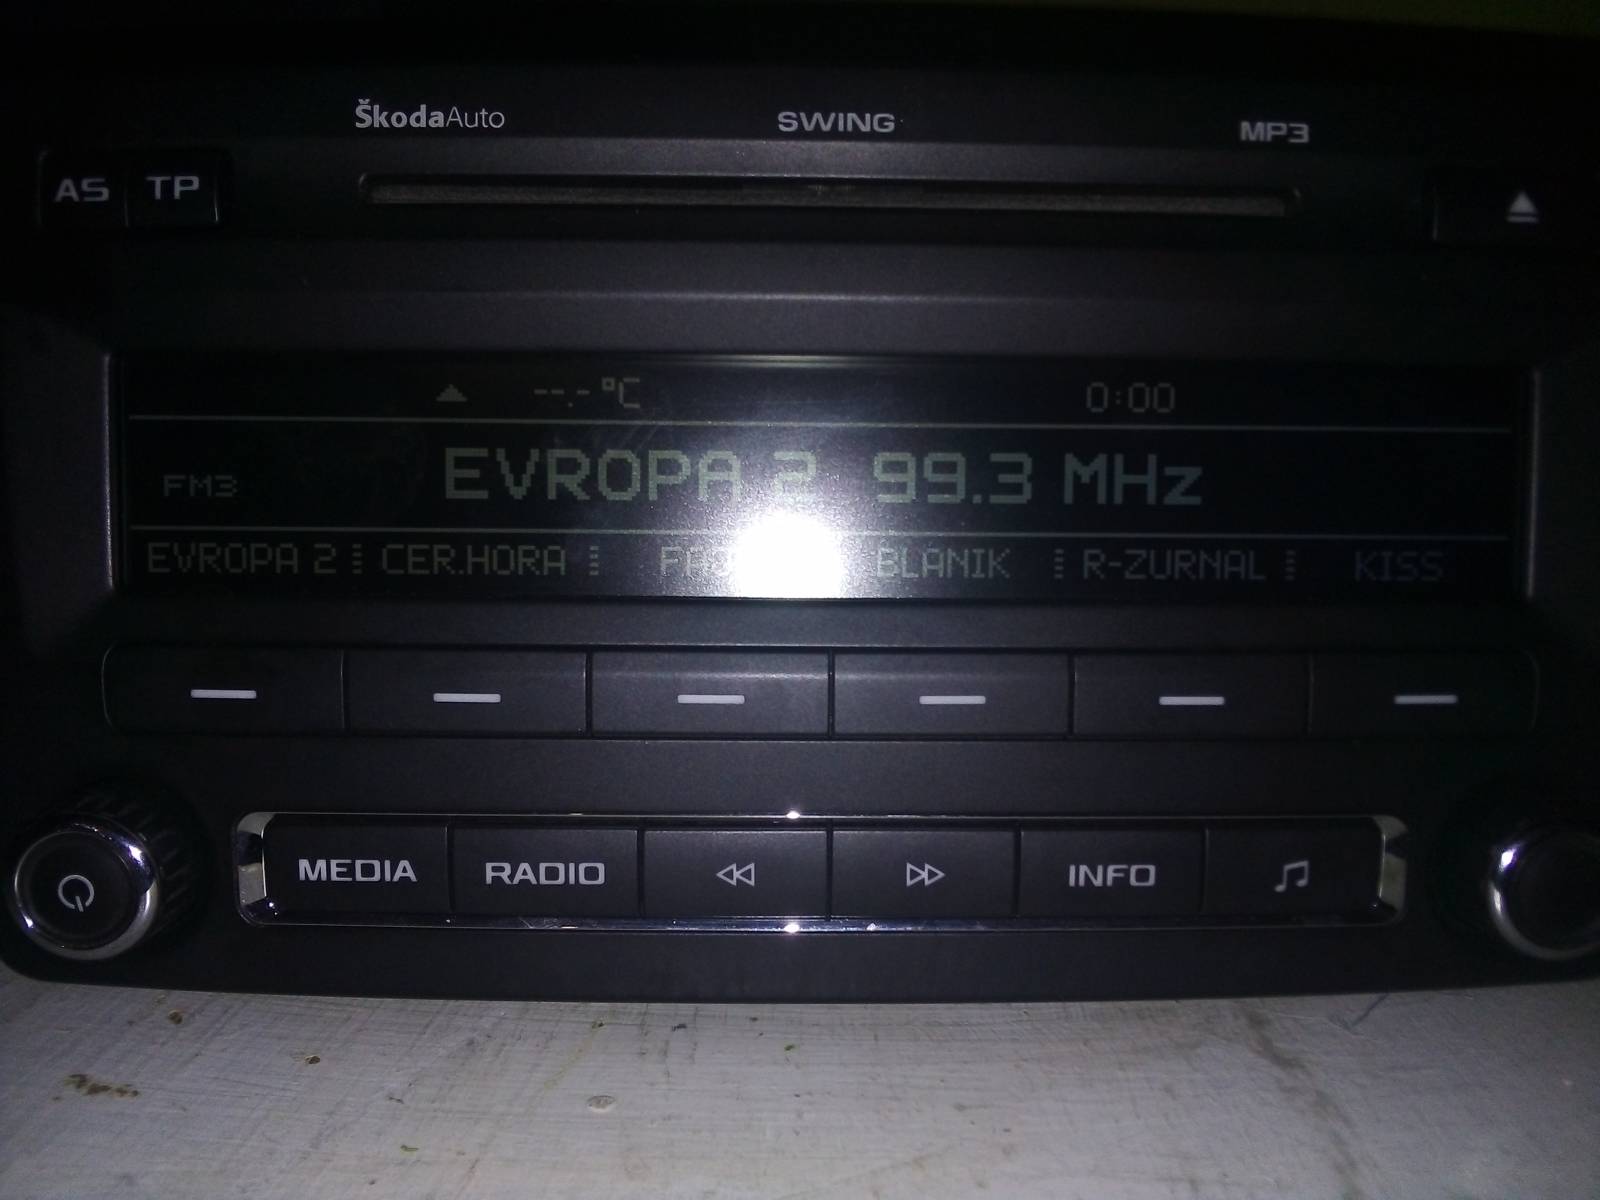 ŠkodaAuto SWING MP3
AS TP
--.-°C 0:00
FM3 EVROPA 2 99.3 MHz
EVROPA 2 CER.HORA BLANIK R-ZURNAL KISS
MEDIA RADIO INFO